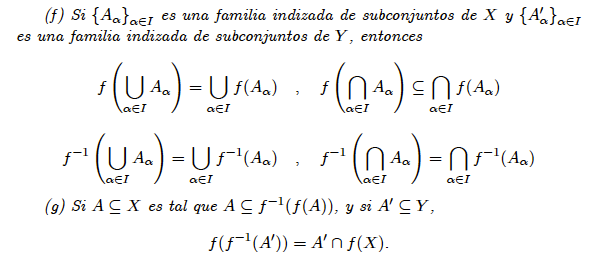 (f) Si {A_α}_{α∈I} es una familia indizada de subconjuntos de X y {A'_α}_{α∈I}
es una familia indizada de subconjuntos de Y, entonces
f(⋃_{α∈I} A_α) = ⋃_{α∈I} f(A_α) , f(⋂_{α∈I} A_α) ⊆ ⋂_{α∈I} f(A_α)
f⁻¹(⋃_{α∈I} A_α) = ⋃_{α∈I} f⁻¹(A_α) , f⁻¹(⋂_{α∈I} A_α) = ⋂_{α∈I} f⁻¹(A_α)
(g) Si A ⊆ X es tal que A ⊆ f⁻¹(f(A)), y si A' ⊆ Y,
f(f⁻¹(A')) = A' ∩ f(X).